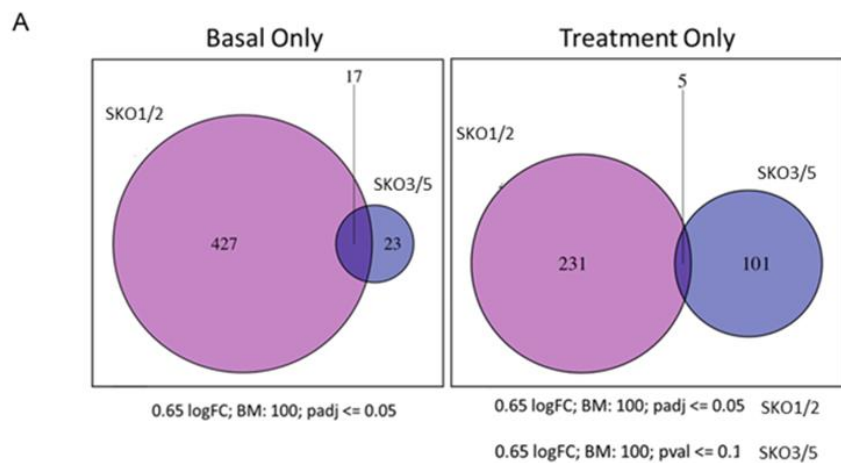 A
Basal Only
Treatment Only
17
5
SKO1/2
SKO1/2
SKO3/5
SKO3/5
427
23
231
101
0.65 logFC; BM: 100; padj <= 0.05
0.65 logFC; BM: 100; padj <= 0.05 SKO1/2
0.65 logFC; BM: 100; pval <= 0.1 SKO3/5